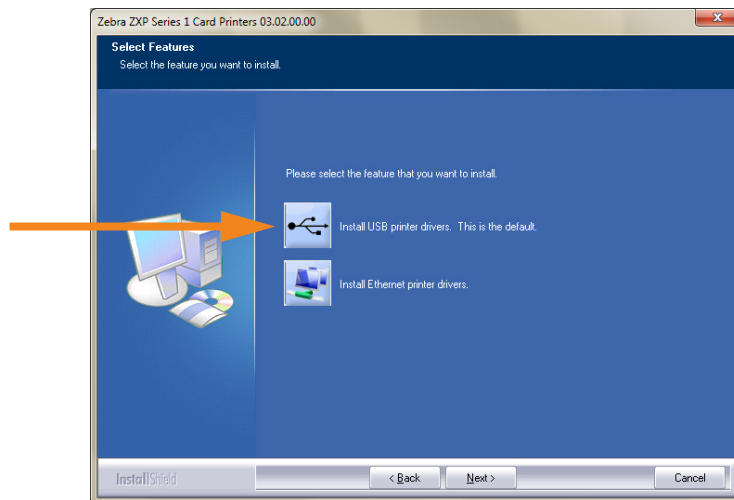 Zebra ZXP Series 1 Card Printers 03.02.00.00
Select Features
Select the feature you want to install.
Please select the feature that you want to install.
Install USB printer drivers. This is the default.
Install Ethernet printer drivers.
InstallShield
< Back
Next >
Cancel